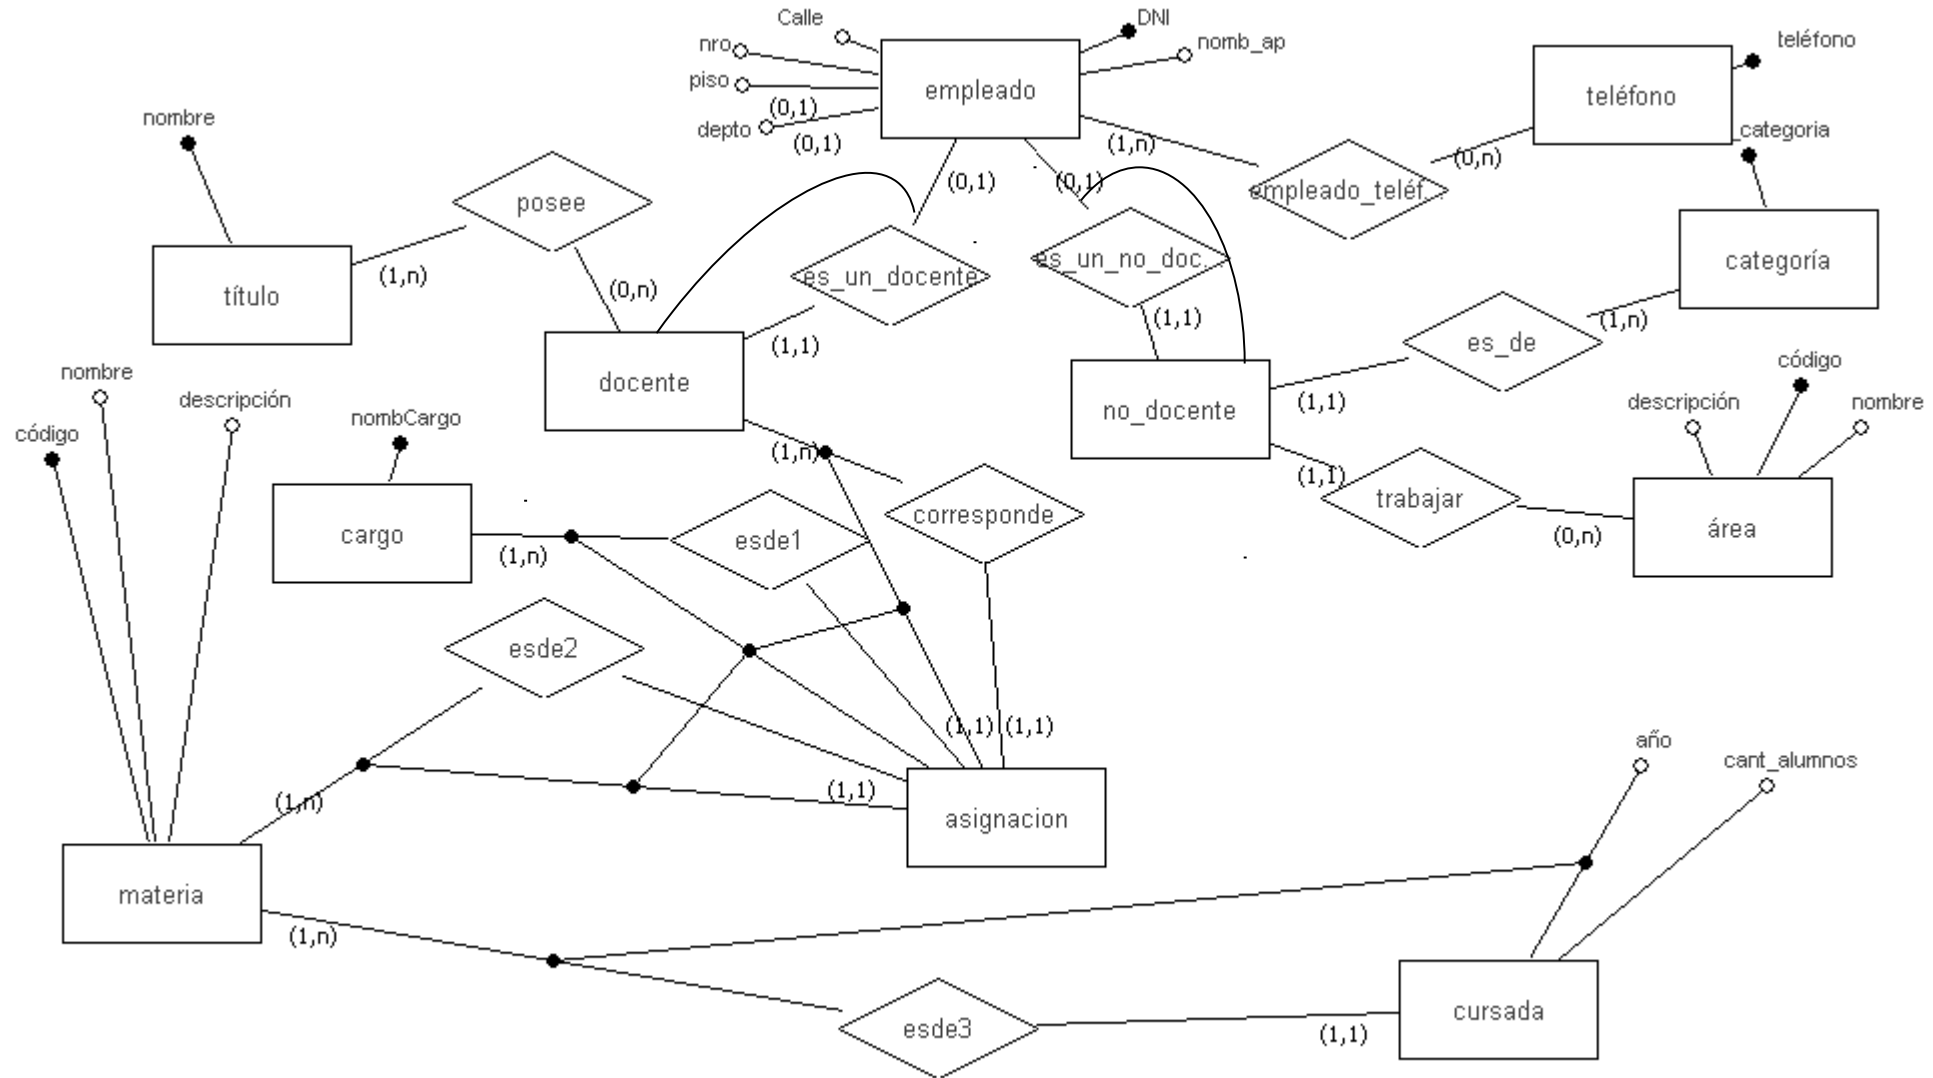 Calle
DNI
nro
nomb_ap
teléfono
piso
empleado
teléfono
(0,1)
nombre
depto
(0,1)
(1,n)
categoria
(0,n)
(0,1)
(0,1)
empleado_teléf...
posee
categoría
(1,n)
título
(0,n)
es_un_docente
es_un_no_doc...
(1,1)
(1,n)
(1,1)
es_de
nombre
docente
código
descripción
nombCargo
no_docente
(1,1)
descripción
nombre
código
(1,n)
(1,1)
trabajar
cargo
(1,n)
esde1
corresponde
(0,n)
área
esde2
(1,1)
(1,1)
año
cant_alumnos
(1,n)
(1,1)
asignacion
materia
(1,n)
cursada
esde3
(1,1)